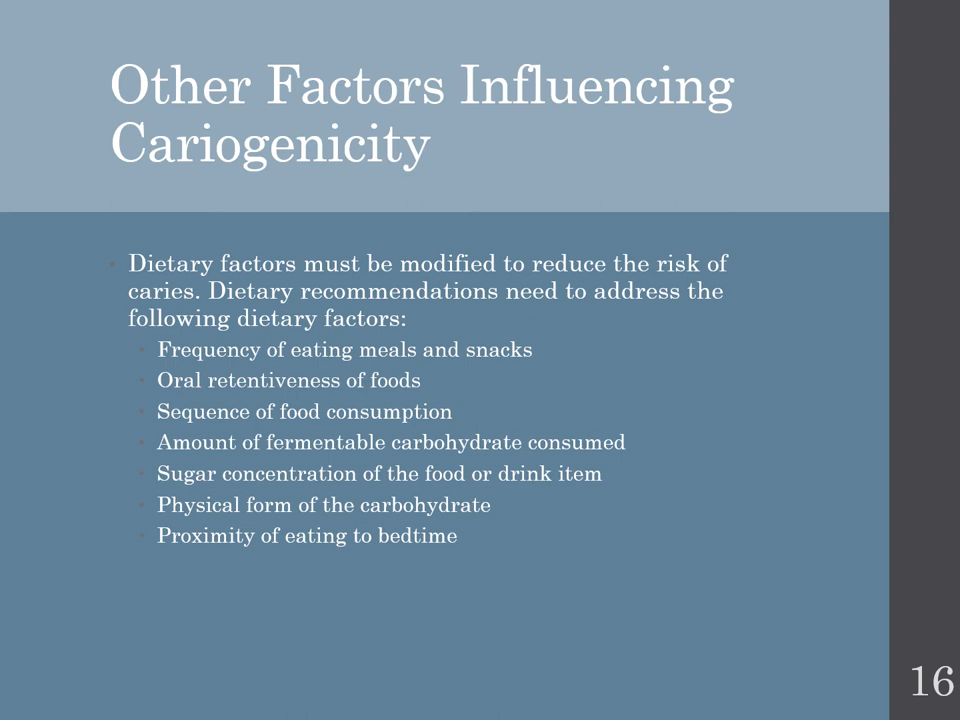 Other Factors Influencing
Cariogenicity
• Dietary factors must be modified to reduce the risk of
caries. Dietary recommendations need to address the
following dietary factors:
• Frequency of eating meals and snacks
• Oral retentiveness of foods
• Sequence of food consumption
• Amount of fermentable carbohydrate consumed
• Sugar concentration of the food or drink item
• Physical form of the carbohydrate
• Proximity of eating to bedtime
16